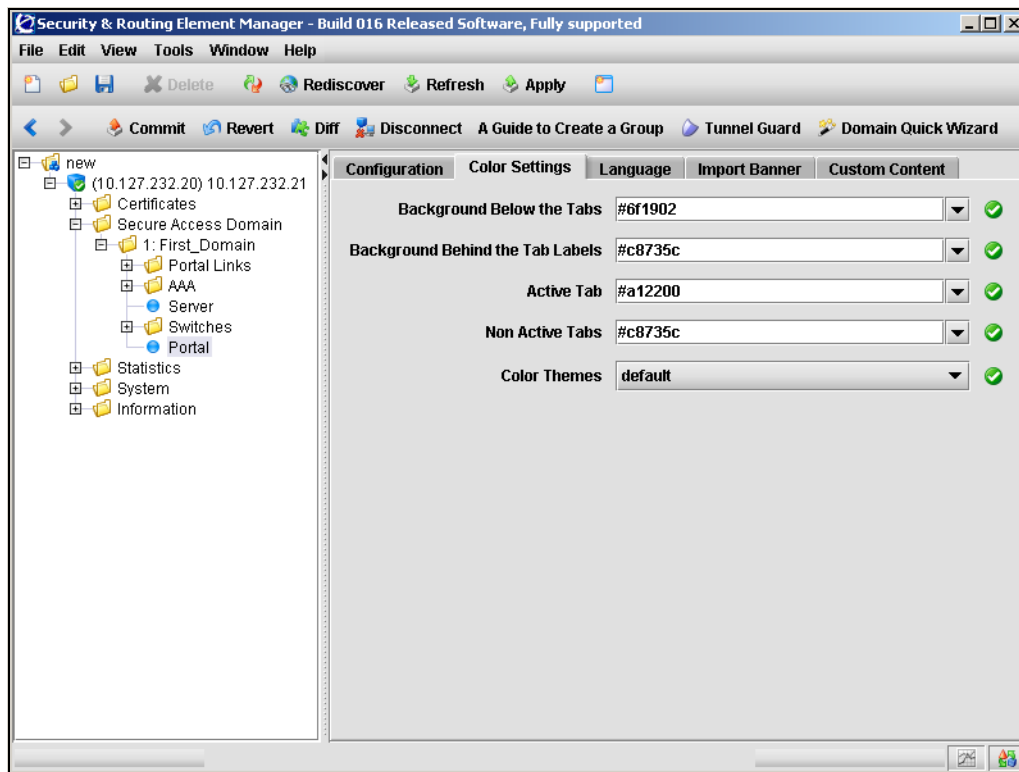 Security & Routing Element Manager - Build 016 Released Software, Fully supported
File Edit View Tools Window Help
Delete Rediscover Refresh Apply
Commit Revert Diff Disconnect A Guide to Create a Group Tunnel Guard Domain Quick Wizard
new
(10.127.232.20) 10.127.232.21
Certificates
Secure Access Domain
1: First_Domain
Portal Links
AAA
Server
Switches
Portal
Statistics
System
Information
Configuration Color Settings Language Import Banner Custom Content
Background Below the Tabs #6f1902
Background Behind the Tab Labels #c8735c
Active Tab #a12200
Non Active Tabs #c8735c
Color Themes default